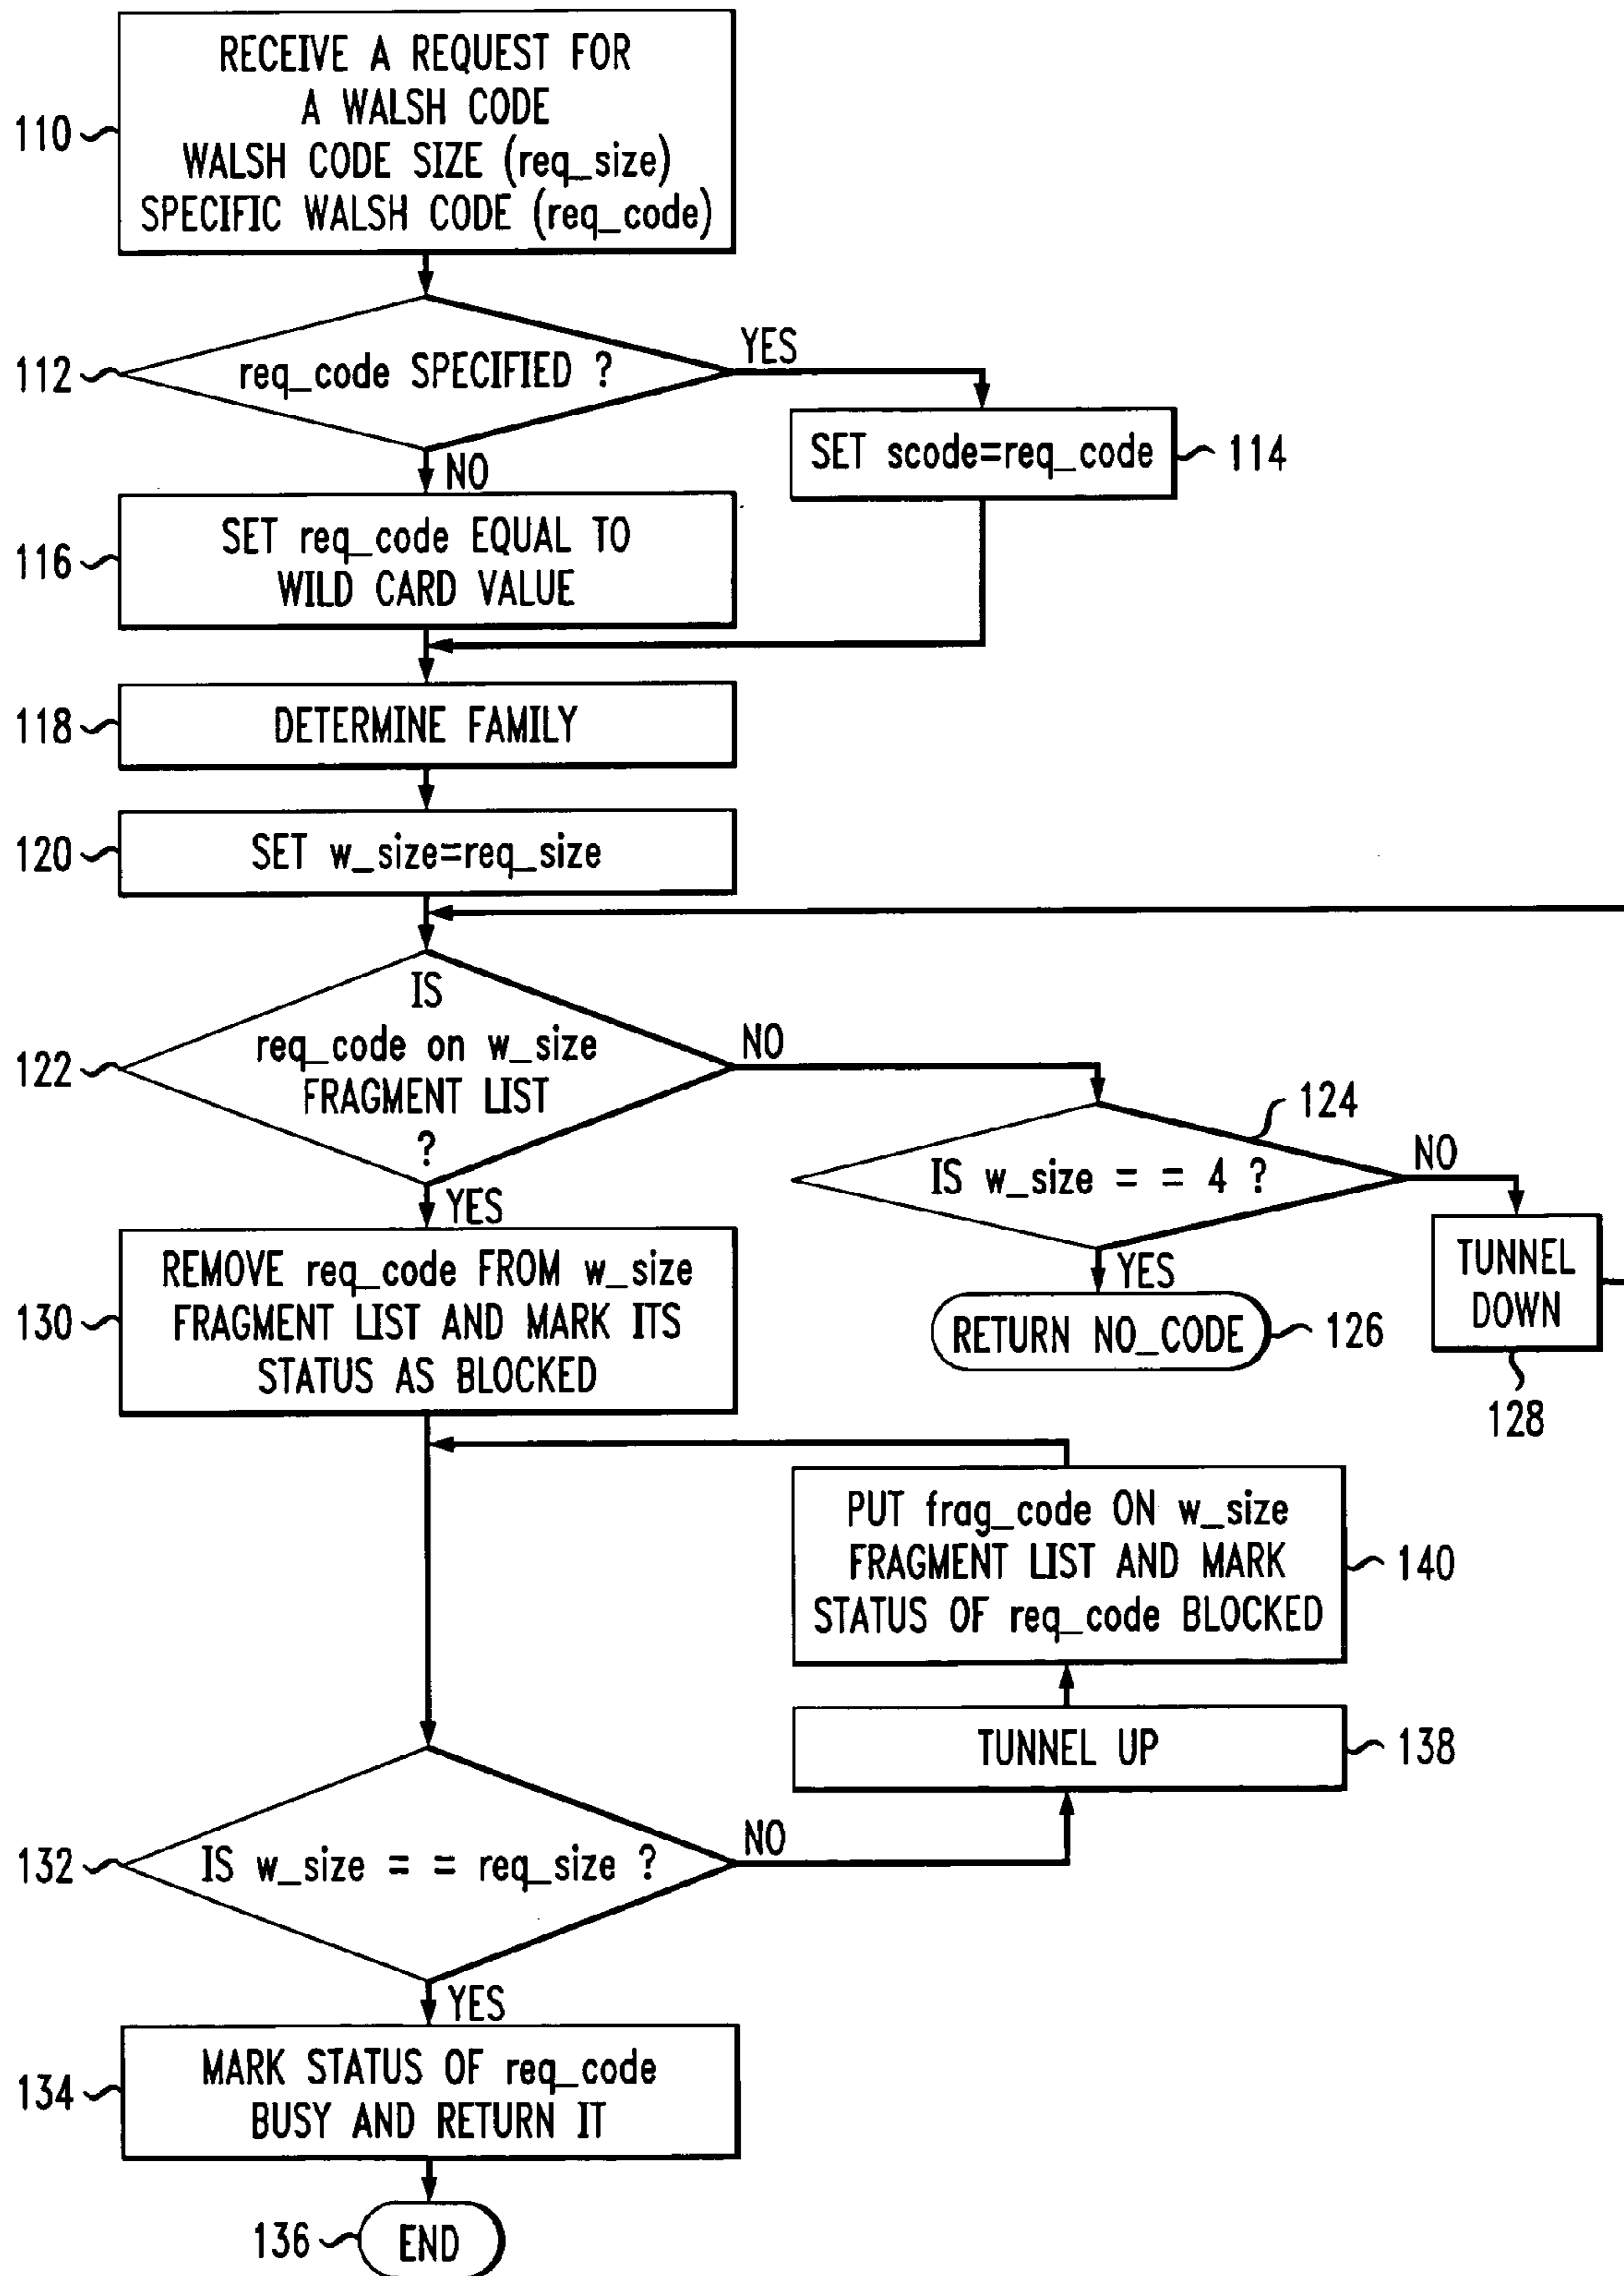 RECEIVE A REQUEST FOR
A WALSH CODE
WALSH CODE SIZE (req_size)
SPECIFIC WALSH CODE (req_code)
110
req_code SPECIFIED ?
112
YES
NO
SET scode=req_code
114
SET req_code EQUAL TO
WILD CARD VALUE
116
DETERMINE FAMILY
118
SET w_size=req_size
120
IS
req_code on w_size
FRAGMENT LIST
?
122
NO
YES
124
IS w_size = = 4 ?
NO
YES
TUNNEL
DOWN
128
RETURN NO_CODE
126
REMOVE req_code FROM w_size
FRAGMENT LIST AND MARK ITS
STATUS AS BLOCKED
130
PUT frag_code ON w_size
FRAGMENT LIST AND MARK
STATUS OF req_code BLOCKED
140
TUNNEL UP
138
IS w_size = = req_size ?
132
NO
YES
MARK STATUS OF req_code
BUSY AND RETURN IT
134
END
136